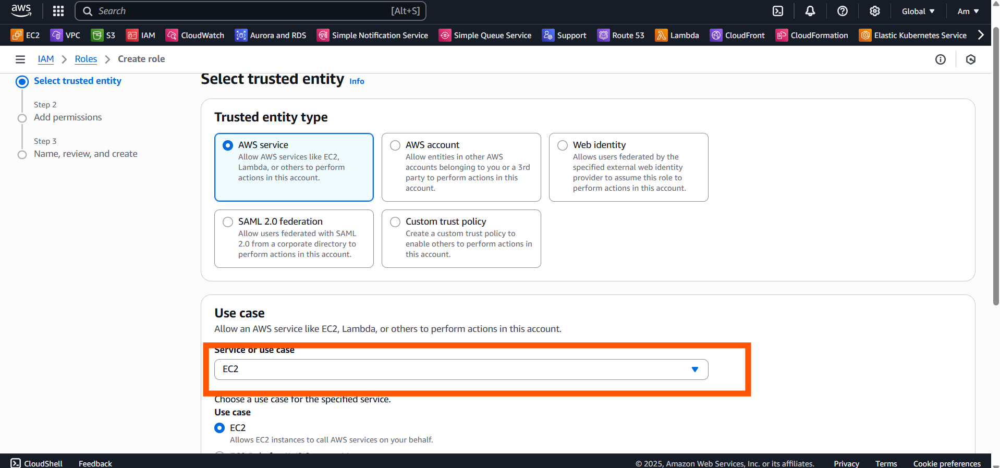 aws
Search [Alt+S]
Global Am
EC2 VPC S3 IAM CloudWatch Aurora and RDS Simple Notification Service Simple Queue Service Support Route 53 Lambda CloudFront CloudFormation Elastic Kubernetes Service
IAM Roles Create role
Select trusted entity
Step 2
Add permissions
Step 3
Name, review, and create
Select trusted entity Info
Trusted entity type
AWS service
Allow AWS services like EC2,
Lambda, or others to perform
actions in this account.
AWS account
Allow entities in other AWS
accounts belonging to you or a 3rd
party to perform actions in this
account.
Web identity
Allows users federated by the
specified external web identity
provider to assume this role to
perform actions in this account.
SAML 2.0 federation
Allow users federated with SAML
2.0 from a corporate directory to
perform actions in this account.
Custom trust policy
Create a custom trust policy to
enable others to perform actions in
this account.
Use case
Allow an AWS service like EC2, Lambda, or others to perform actions in this account.
Service or use case
EC2
Choose a use case for the specified service.
Use case
EC2
Allows EC2 instances to call AWS services on your behalf.
CloudShell Feedback © 2025, Amazon Web Services, Inc. or its affiliates. Privacy Terms Cookie preferences